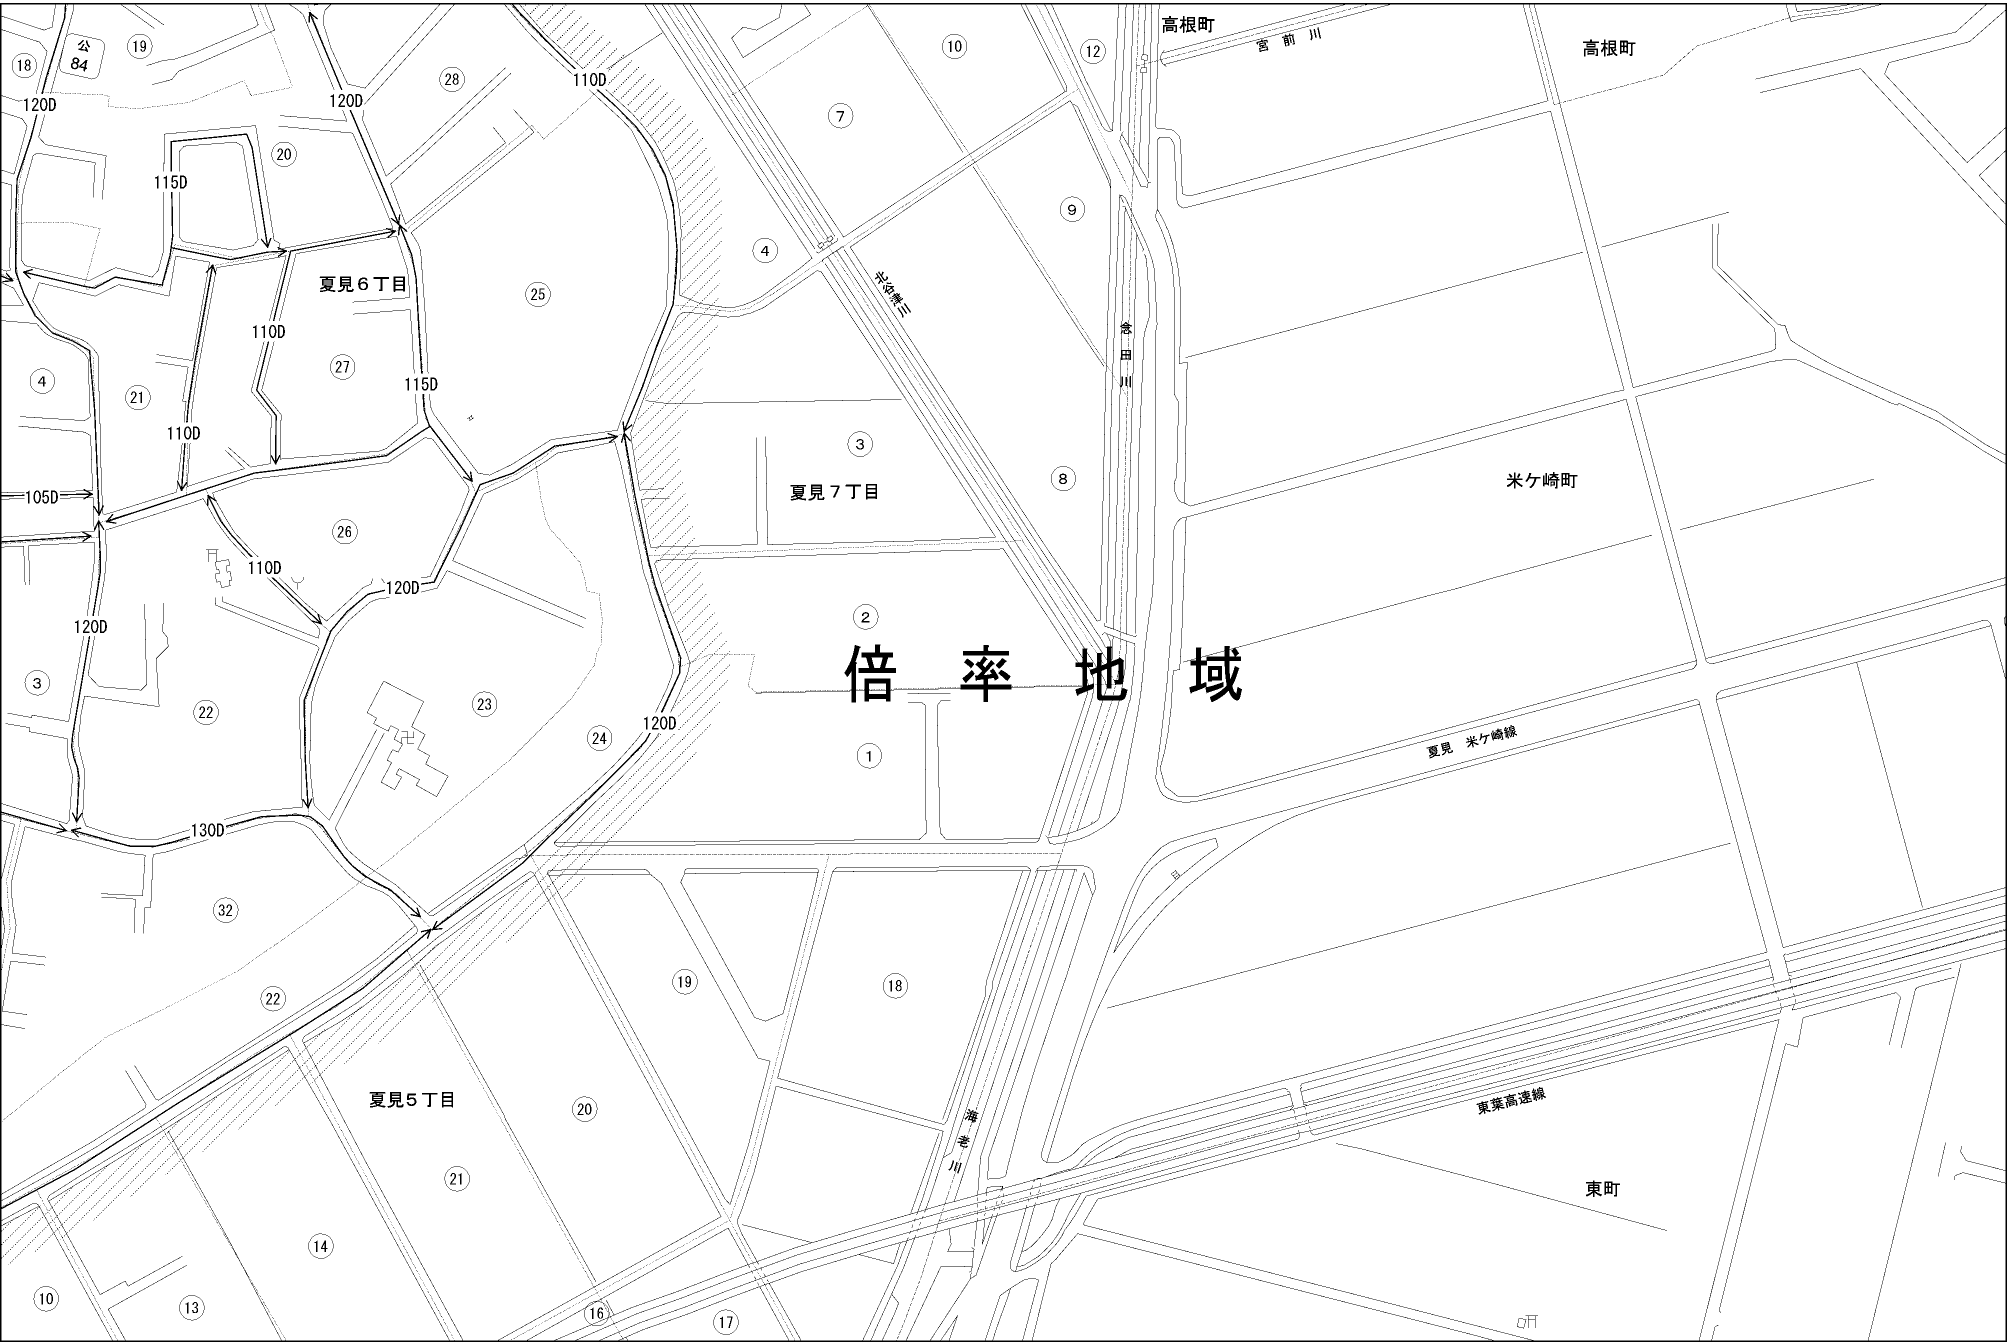 公
84
19
18
120D
28
110D
120D
10
12
高根町
宮前川
高根町
7
20
115D
9
4
夏見6丁目
25
北谷津川
念田川
110D
27
4
21
115D
110D
3
8
夏見7丁目
米ケ崎町
105D
26
110D
120D
120D
2
倍率地域
3
22
23
24
120D
1
夏見 米ケ崎線
130D
32
22
19
18
夏見5丁目
20
海老川
東葉高速線
21
東町
14
10
13
16
17